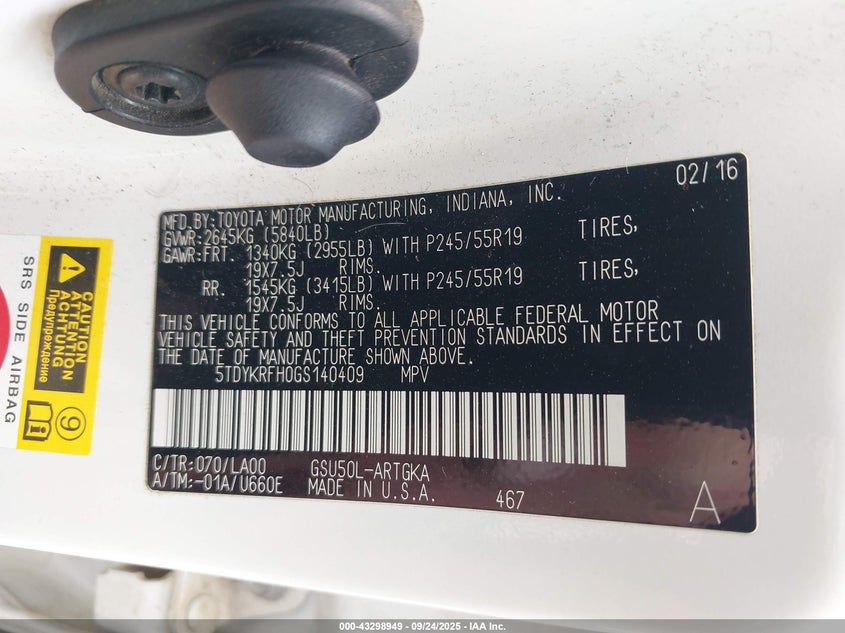 02/16
MFD.BY:TOYOTA MOTOR MANUFACTURING, INDIANA, INC.
GVWR:2645KG (5840LB)
GAWR:FRT. 1340KG (2955LB) WITH P245/55R19 TIRES,
19X7.5J RIMS.
RR. 1545KG (3415LB) WITH P245/55R19 TIRES,
19X7.5J RIMS.
THIS VEHICLE CONFORMS TO ALL APPLICABLE FEDERAL MOTOR
VEHICLE SAFETY AND THEFT PREVENTION STANDARDS IN EFFECT ON
THE DATE OF MANUFACTURE SHOWN ABOVE.
5TDYKRFH0GS140409 MPV
C/TR:070/LA00 GSU50L-ARTGKA
A/TM:-01A/U660E MADE IN U.S.A. 467 A
SRS SIDE AIRBAG
CAUTION
ATTENTION
ACHTUNG
Предупреждение
9
000-43298949 - 09/24/2025 - IAA Inc.